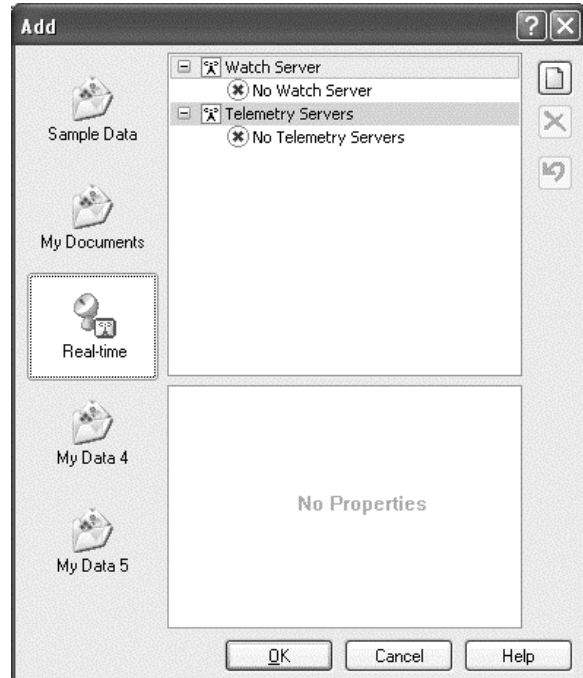 Add
Sample Data
My Documents
Real-time
My Data 4
My Data 5
Watch Server
No Watch Server
Telemetry Servers
No Telemetry Servers
No Properties
OK
Cancel
Help